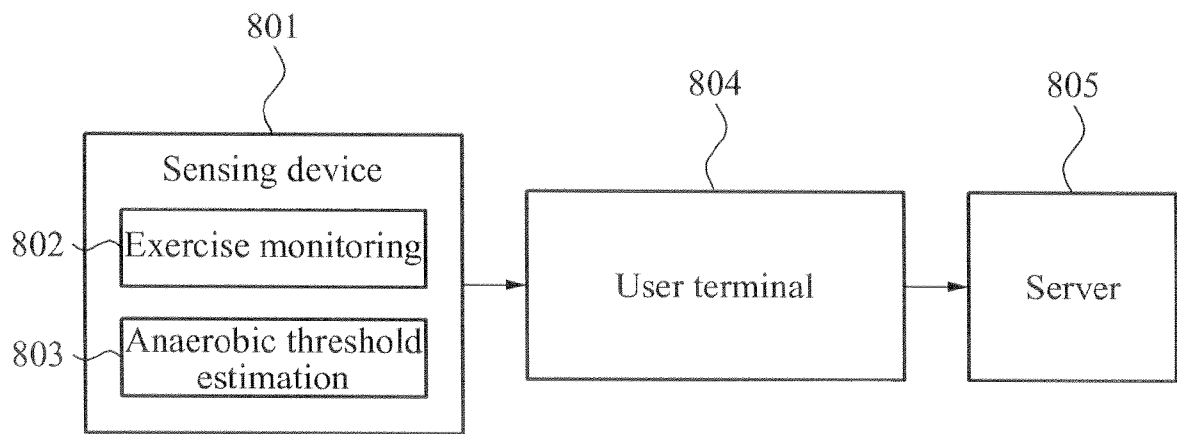 801
804
805
Sensing device
802
Exercise monitoring
User terminal
Server
803
Anaerobic threshold
estimation